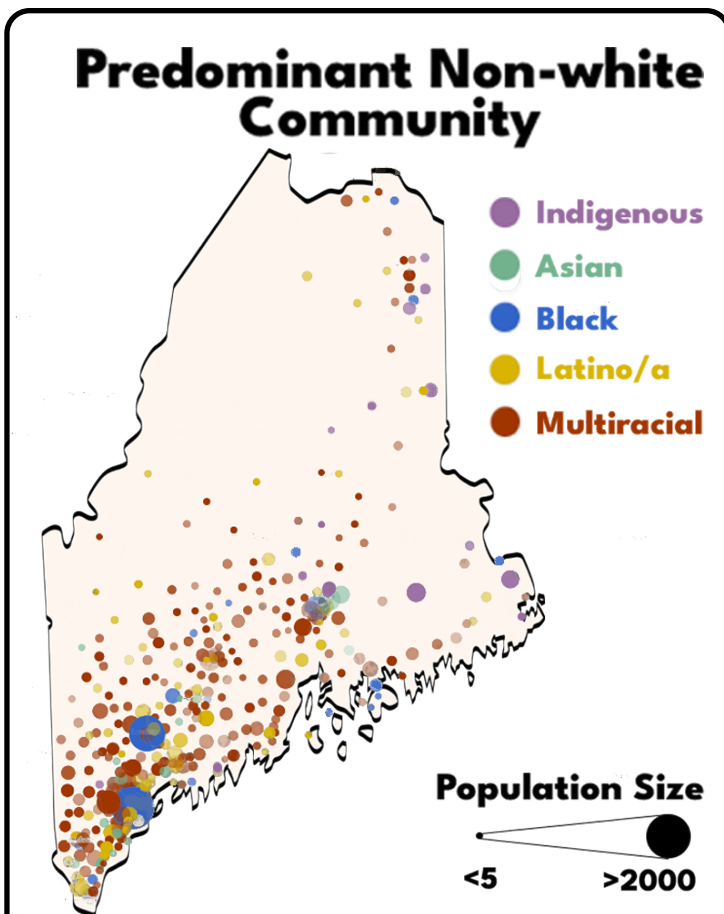 Predominant Non-white
Community
Indigenous
Asian
Black
Latino/a
Multiracial
Population Size
<5
>2000